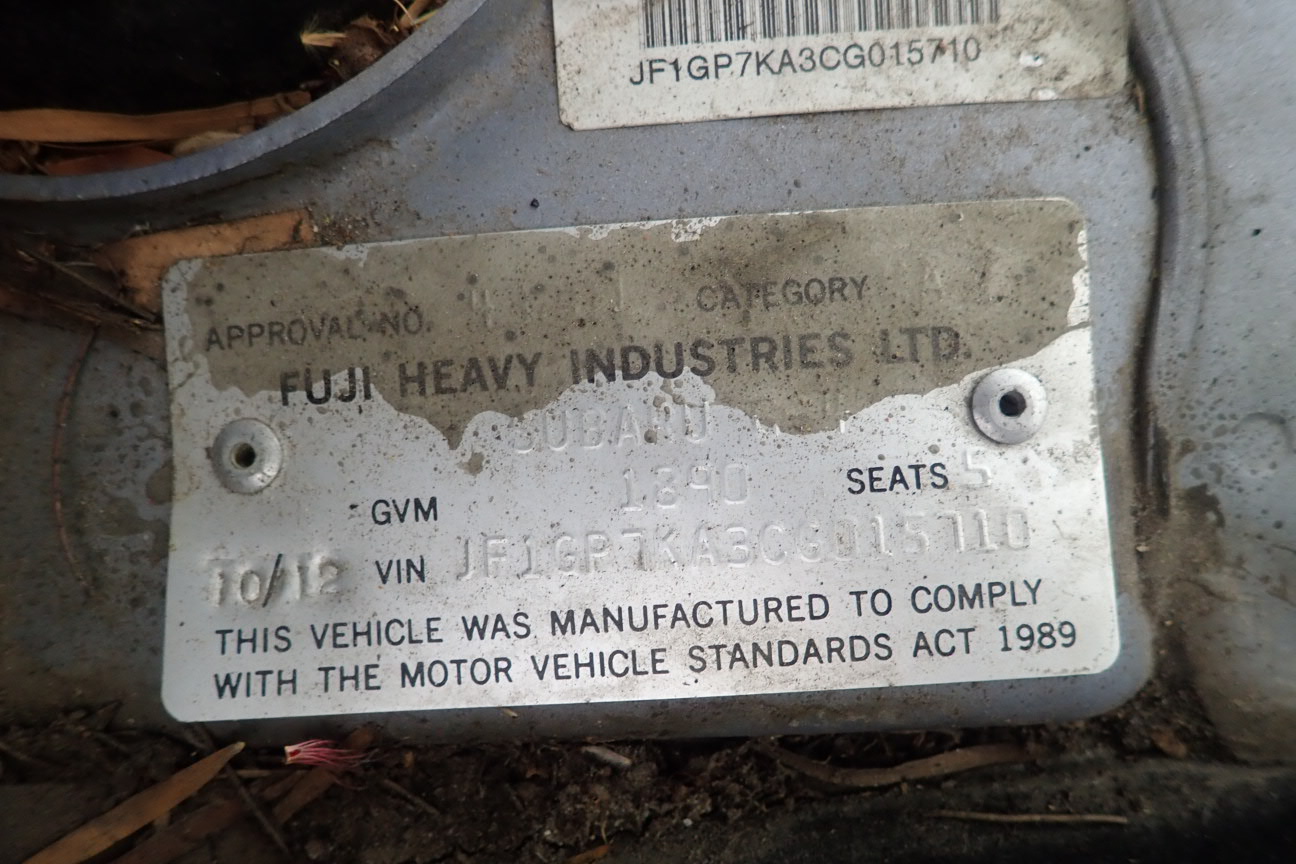 JF1GP7KA3CG015710
APPROVAL NO. CATEGORY
FUJI HEAVY INDUSTRIES LTD.
SUBARU
GVM 1890 SEATS 5
10/12 VIN JF1GP7KA3CG015710
THIS VEHICLE WAS MANUFACTURED TO COMPLY
WITH THE MOTOR VEHICLE STANDARDS ACT 1989